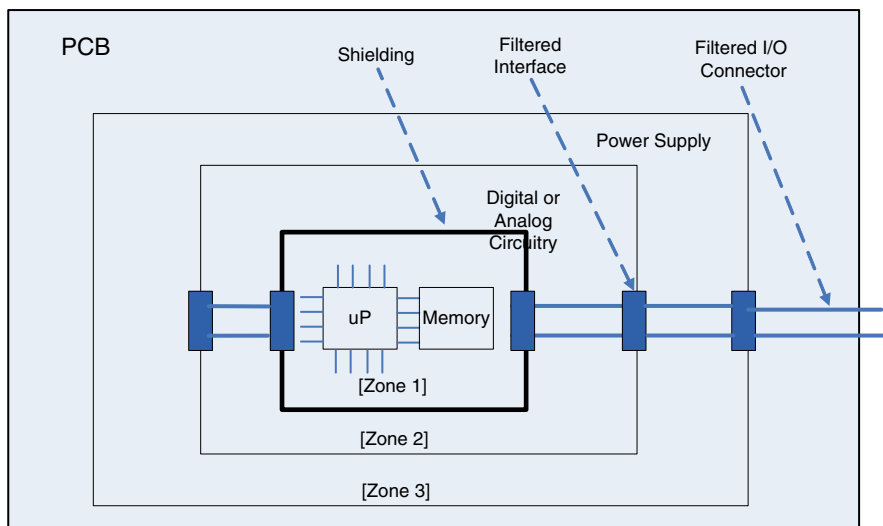 PCB
Shielding
Filtered
Interface
Filtered I/O
Connector
Power Supply
Digital or
Analog
Circuitry
uP
Memory
[Zone 1]
[Zone 2]
[Zone 3]